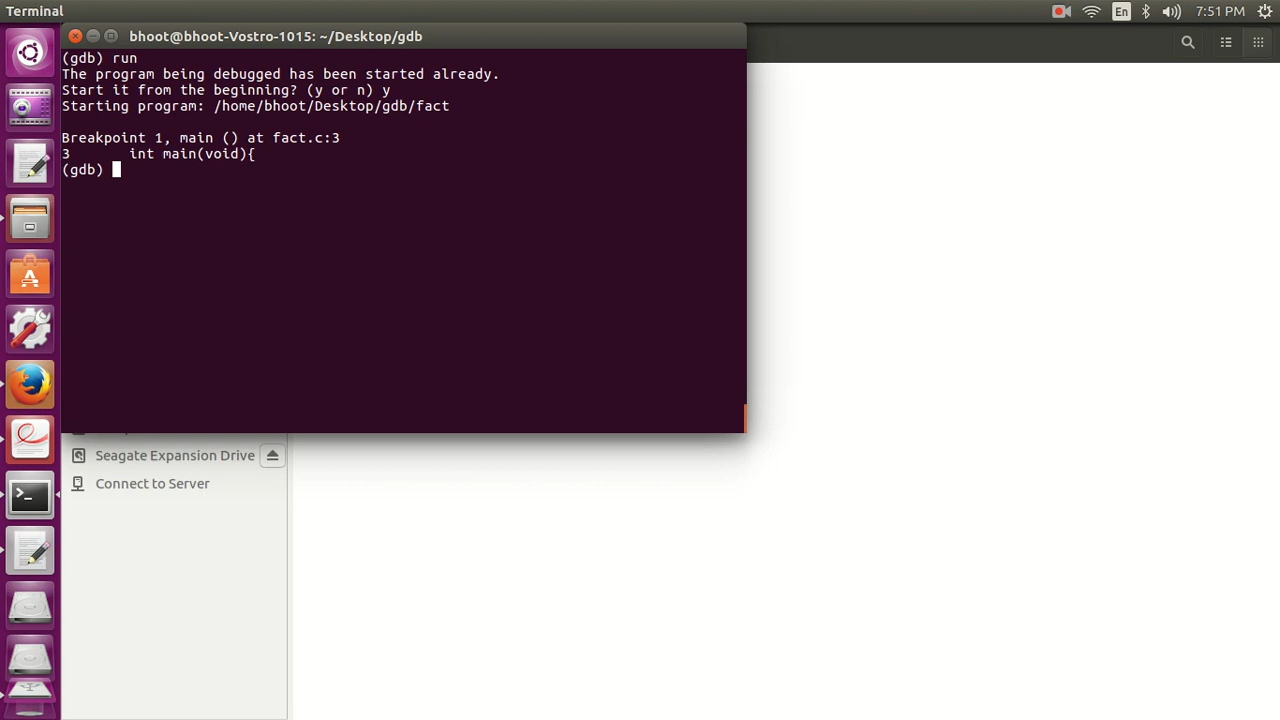 Terminal
En
7:51 PM
bhoot@bhoot-Vostro-1015: ~/Desktop/gdb
(gdb) run
The program being debugged has been started already.
Start it from the beginning? (y or n) y
Starting program: /home/bhoot/Desktop/gdb/fact
Breakpoint 1, main () at fact.c:3
3 int main(void){
(gdb)
Seagate Expansion Drive
Connect to Server